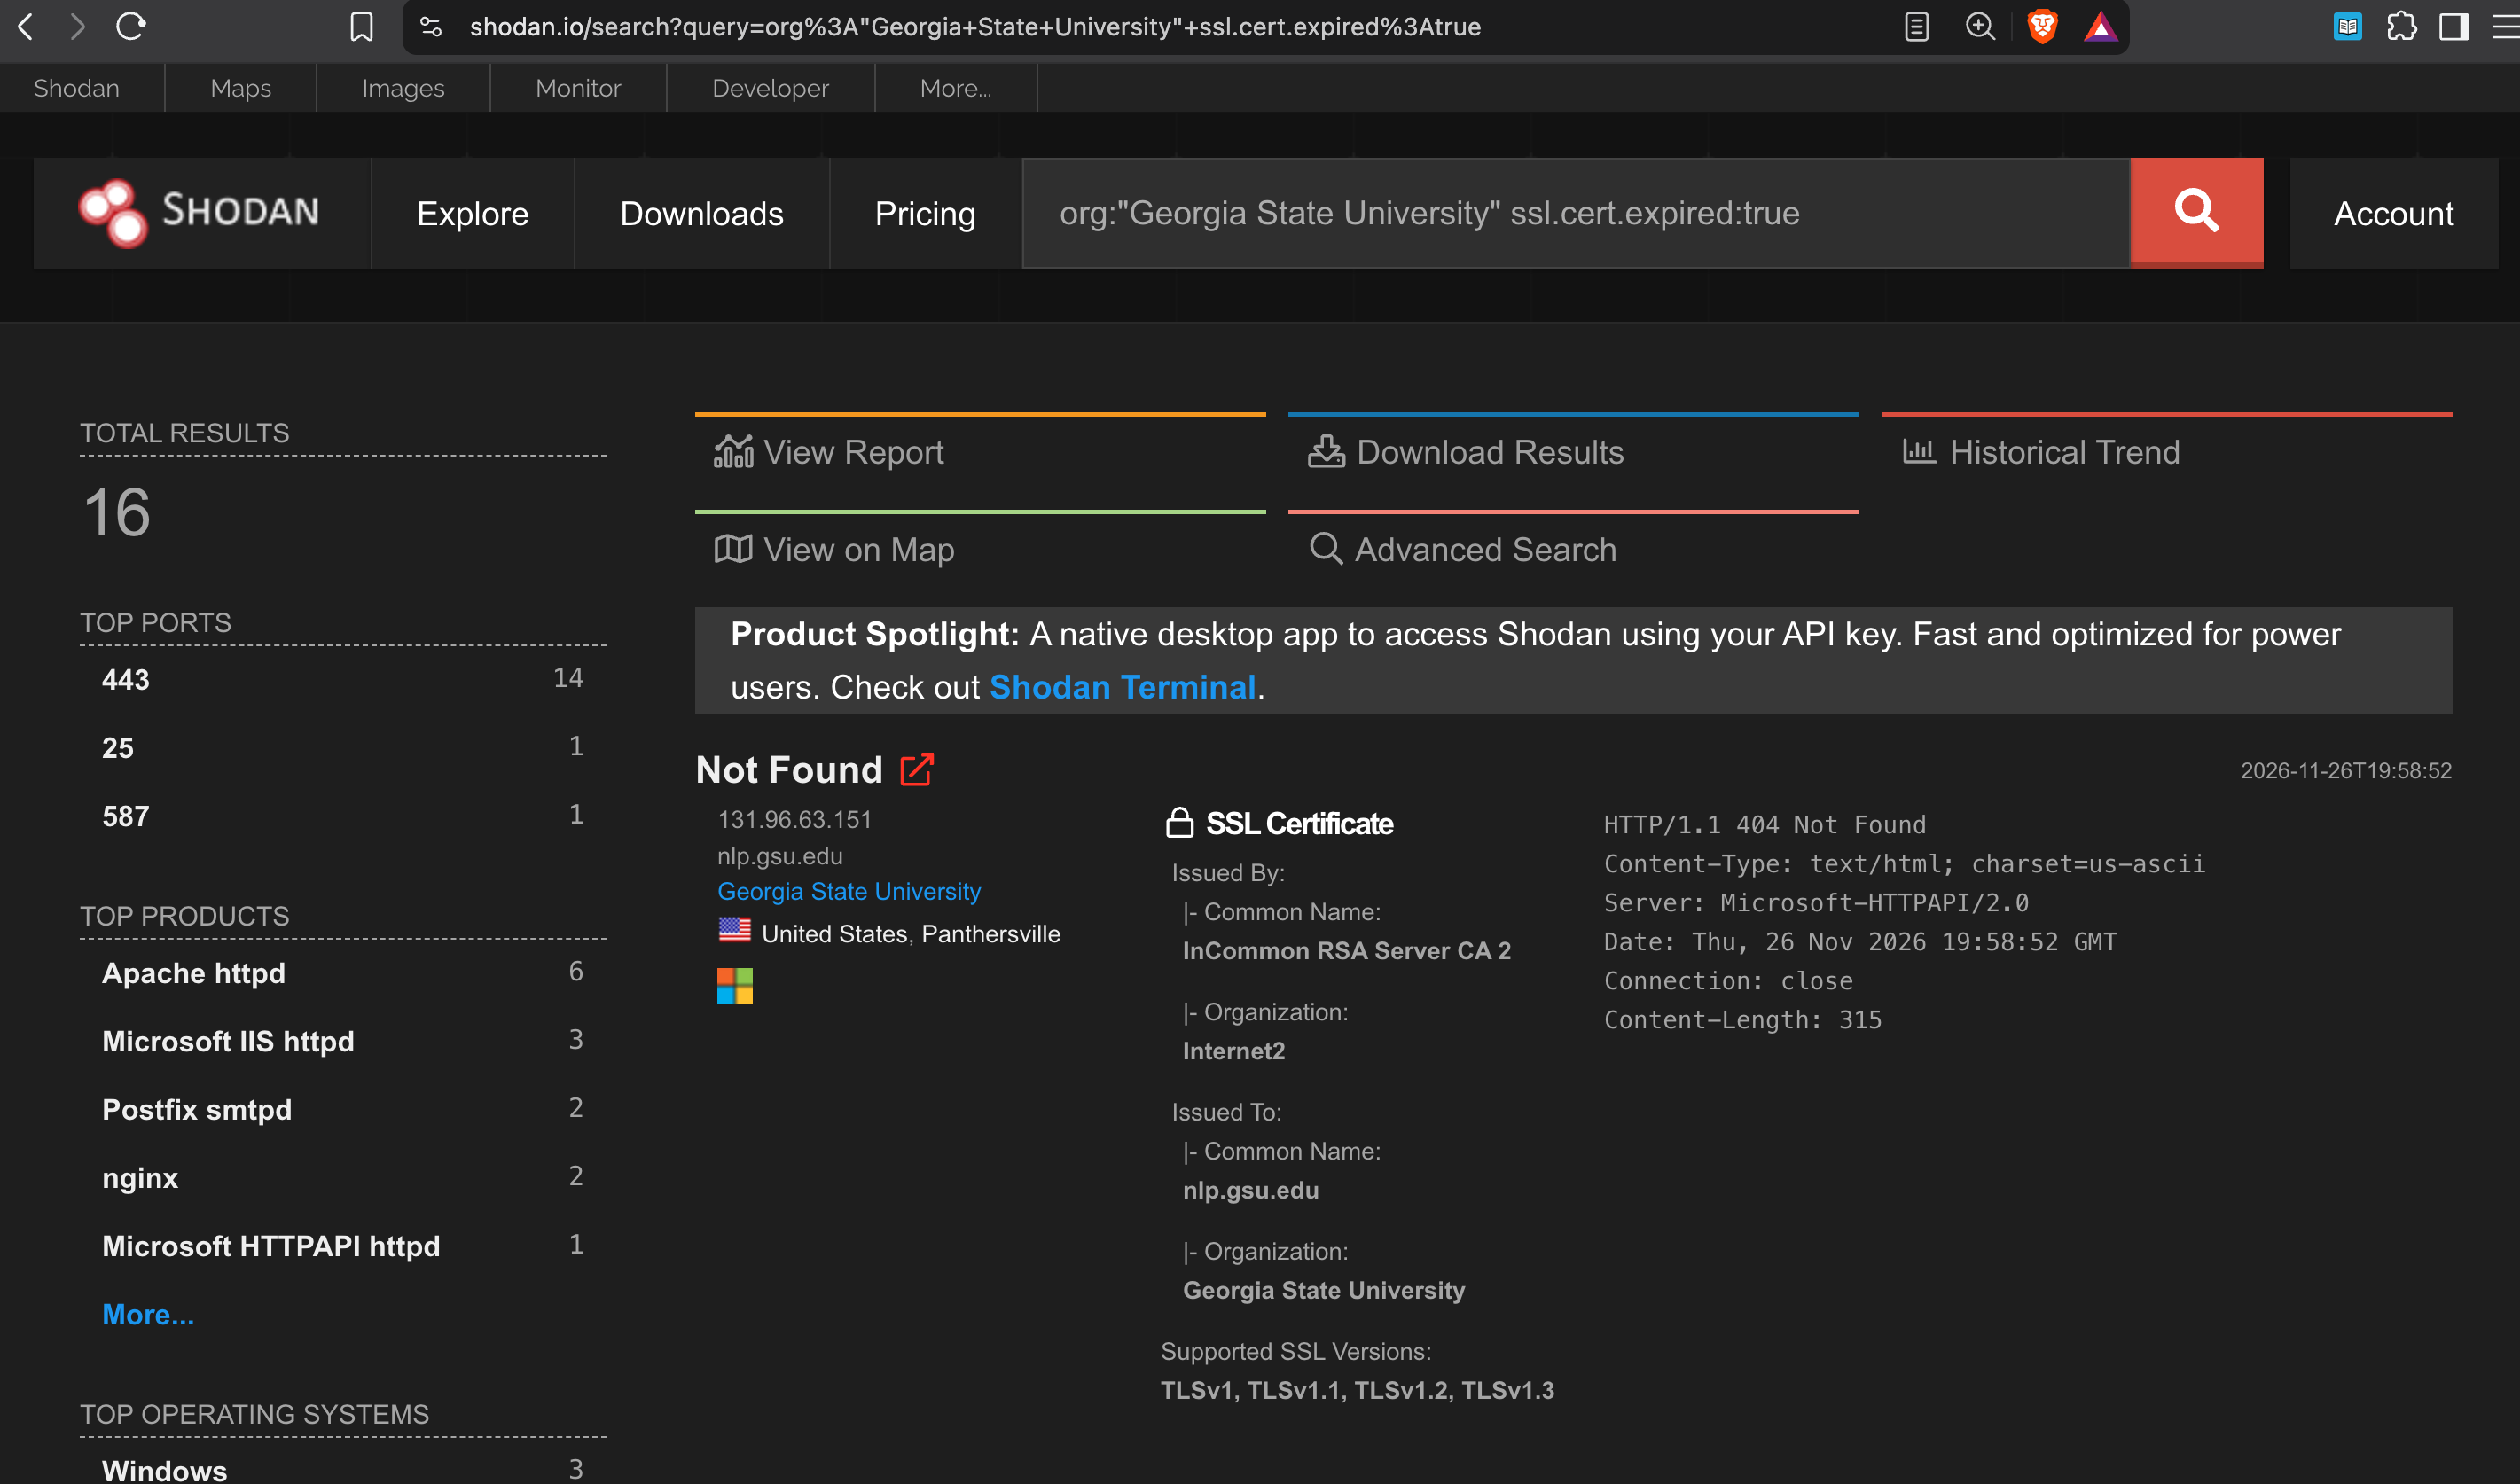 shodan.io/search?query=org%3A"Georgia+State+University"+ssl.cert.expired%3Atrue
Shodan
Maps
Images
Monitor
Developer
More...
SHODAN
Explore
Downloads
Pricing
org:"Georgia State University" ssl.cert.expired:true
Account
TOTAL RESULTS
16
TOP PORTS
443 14
25 1
587 1
TOP PRODUCTS
Apache httpd 6
Microsoft IIS httpd 3
Postfix smtpd 2
nginx 2
Microsoft HTTPAPI httpd 1
More...
TOP OPERATING SYSTEMS
Windows 3
View Report
Download Results
Historical Trend
View on Map
Advanced Search
Product Spotlight: A native desktop app to access Shodan using your API key. Fast and optimized for power
users. Check out Shodan Terminal.
Not Found
2026-11-26T19:58:52
131.96.63.151
nlp.gsu.edu
Georgia State University
United States, Panthersville
SSL Certificate
Issued By:
|- Common Name:
InCommon RSA Server CA 2
|- Organization:
Internet2
Issued To:
|- Common Name:
nlp.gsu.edu
|- Organization:
Georgia State University
Supported SSL Versions:
TLSv1, TLSv1.1, TLSv1.2, TLSv1.3
HTTP/1.1 404 Not Found
Content-Type: text/html; charset=us-ascii
Server: Microsoft-HTTPAPI/2.0
Date: Thu, 26 Nov 2026 19:58:52 GMT
Connection: close
Content-Length: 315